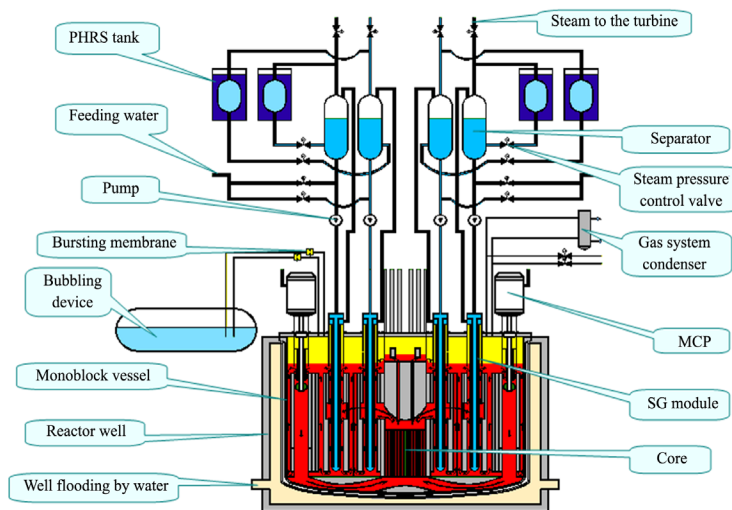 Steam to the turbine
PHRS tank
Feeding water
Separator
Pump
Steam pressure
control valve
Bursting membrane
Gas system
condenser
Bubbling
device
MCP
Monoblock vessel
SG module
Reactor well
Core
Well flooding by water